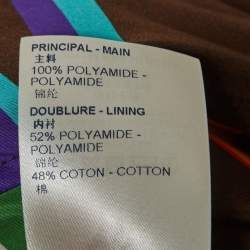 PRINCIPAL - MAIN
主料
100% POLYAMIDE -
POLYAMIDE
锦纶
DOUBLURE - LINING
内衬
52% POLYAMIDE -
POLYAMIDE
锦纶
48% COTON - COTTON
棉